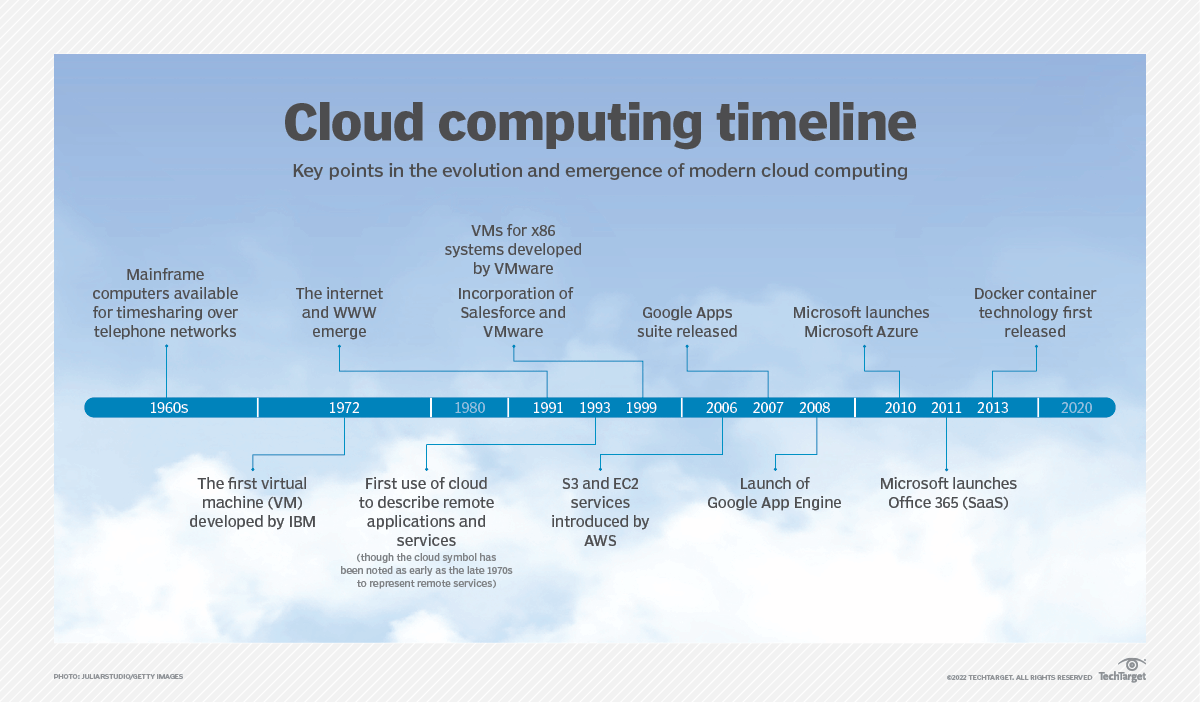 Cloud computing timeline
Key points in the evolution and emergence of modern cloud computing
Mainframe
computers available
for timesharing over
telephone networks
The internet
and WWW
emerge
VMs for x86
systems developed
by VMware
Incorporation of
Salesforce and
VMware
Google Apps
suite released
Microsoft launches
Microsoft Azure
Docker container
technology first
released
1960s 1972 1980 1991 1993 1999 2006 2007 2008 2010 2011 2013 2020
The first virtual
machine (VM)
developed by IBM
First use of cloud
to describe remote
applications and
services
(though the cloud symbol has
been noted as early as the late 1970s
to represent remote services)
S3 and EC2
services
introduced by
AWS
Launch of
Google App Engine
Microsoft launches
Office 365 (SaaS)
PHOTO: JULIARSTUDIO/GETTY IMAGES
©2022 TECHTARGET. ALL RIGHTS RESERVED TechTarget